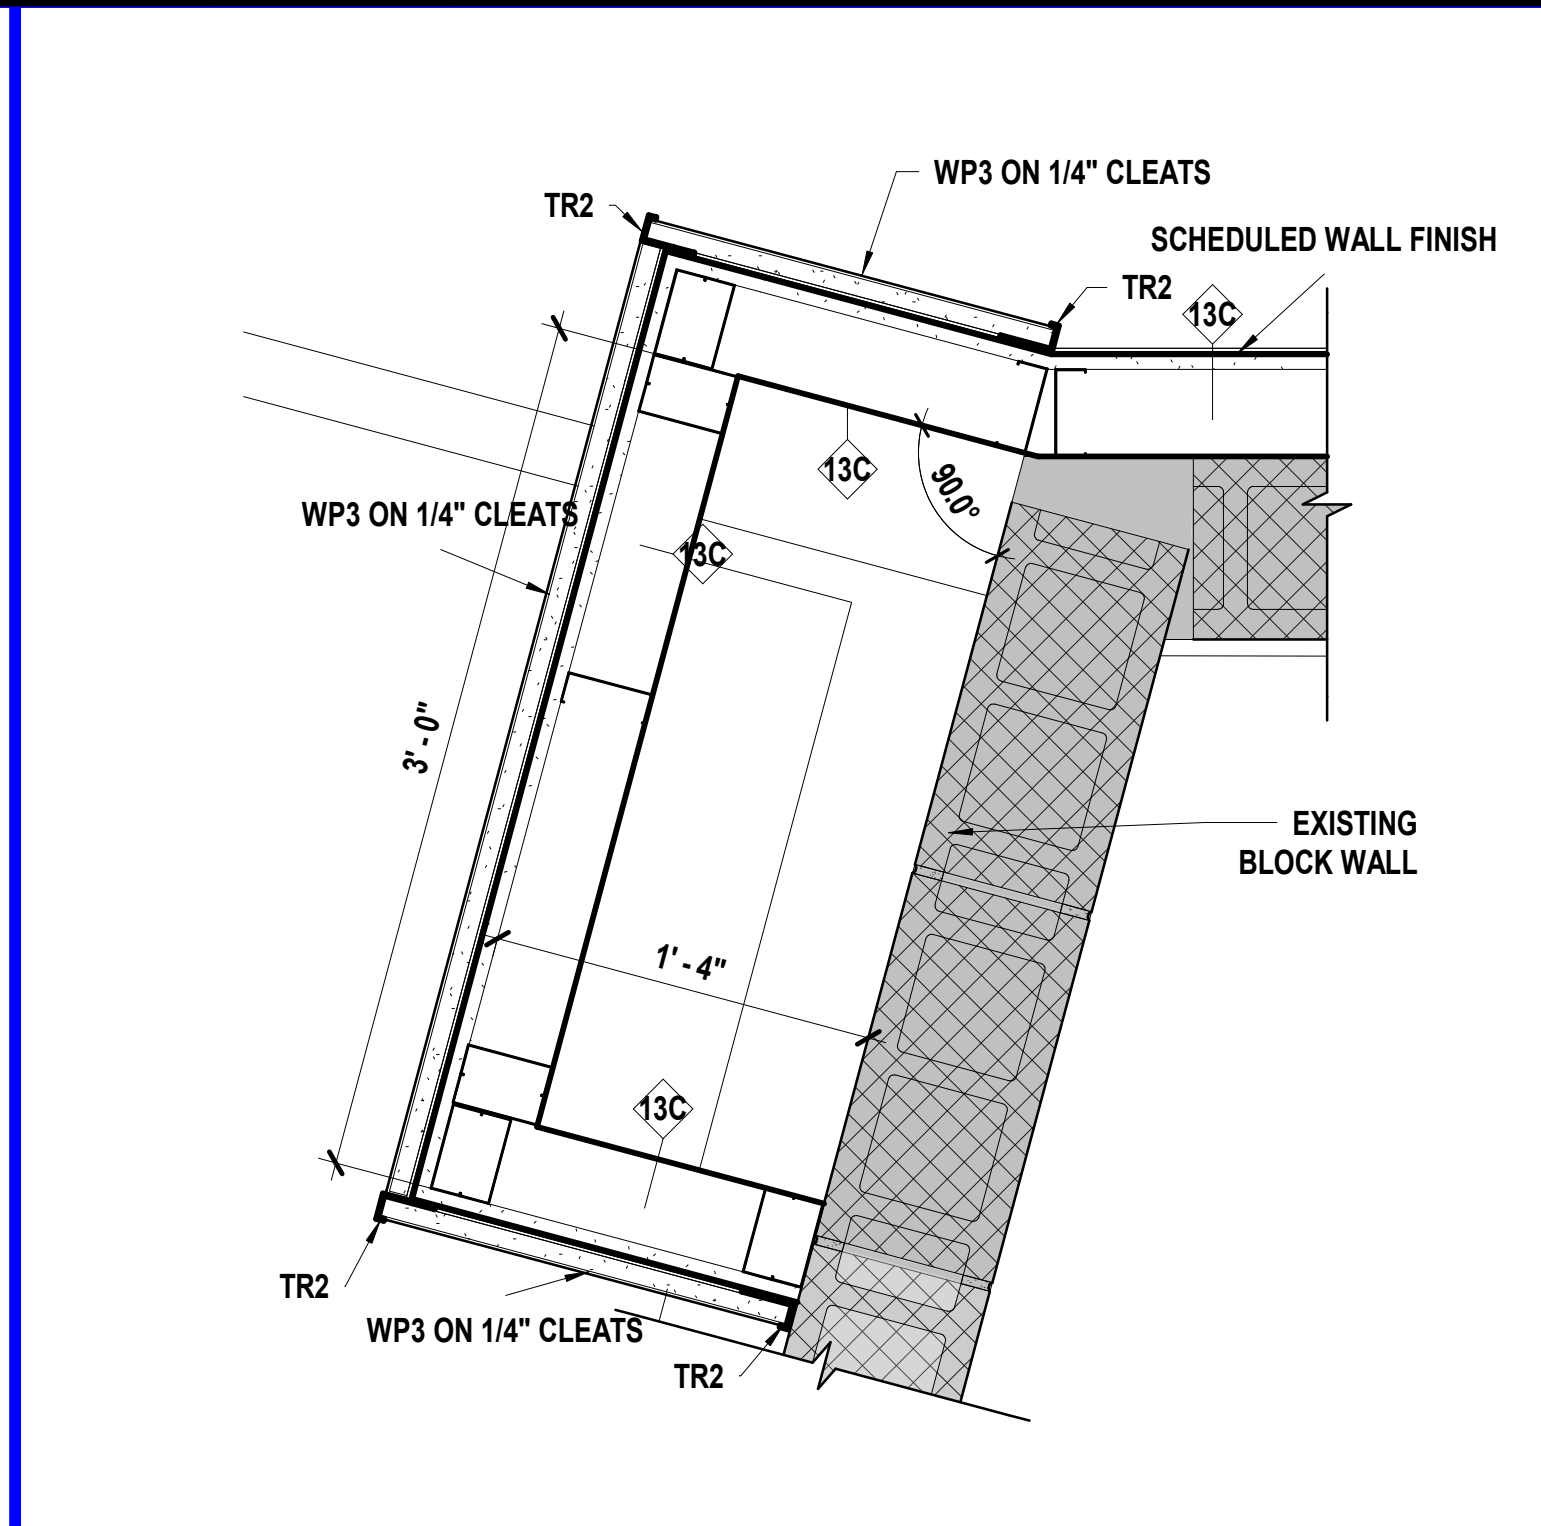 WP3 ON 1/4" CLEATS
TR2
SCHEDULED WALL FINISH
TR2
13C
13C
90.0°
WP3 ON 1/4" CLEATS
13C
3' - 0"
EXISTING
BLOCK WALL
1' - 4"
13C
TR2
WP3 ON 1/4" CLEATS
TR2